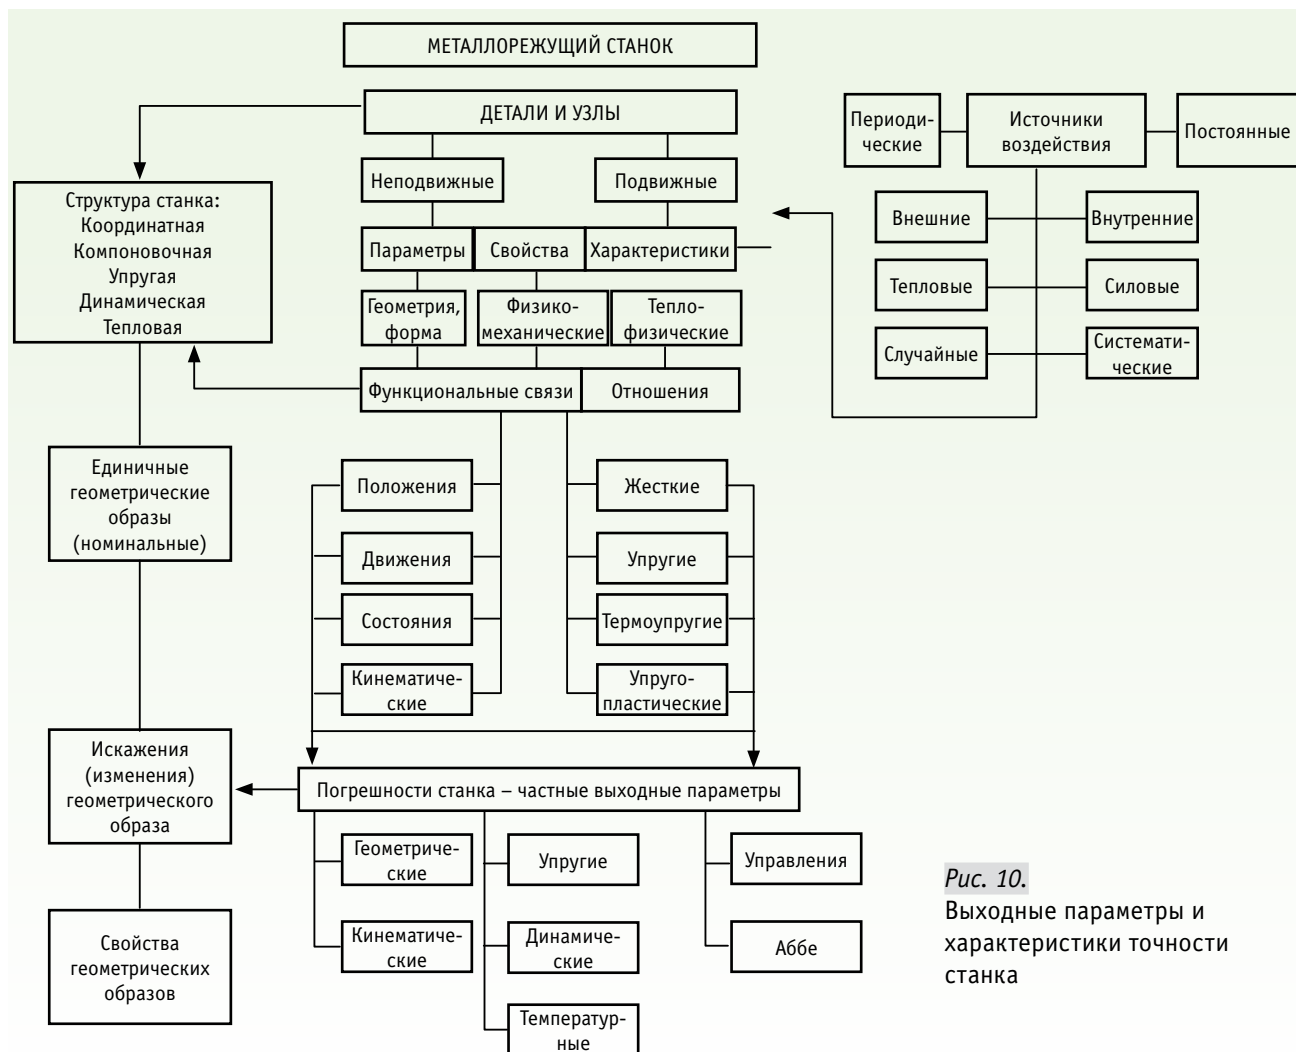 МЕТАЛЛОРЕЖУЩИЙ СТАНОК
ДЕТАЛИ И УЗЛЫ
Неподвижные
Подвижные
Параметры
Свойства
Характеристики
Геометрия,
форма
Физико-
механические
Тепло-
физические
Функциональные связи
Отношения
Периоди-
ческие
Источники
воздействия
Постоянные
Внешние
Внутренние
Тепловые
Силовые
Случайные
Системати-
ческие
Структура станка:
Координатная
Компоновочная
Упругая
Динамическая
Тепловая
Единичные
геометрические
образы
(номинальные)
Искажения
(изменения)
геометрического
образа
Свойства
геометрических
образов
Положения
Движения
Состояния
Кинематиче-
ские
Жесткие
Упругие
Термоупругие
Упруго-
пластические
Погрешности станка – частные выходные параметры
Геометриче-
ские
Кинематиче-
ские
Упругие
Динамиче-
ские
Температур-
ные
Управления
Аббе
Рис. 10.
Выходные параметры и
характеристики точности
станка